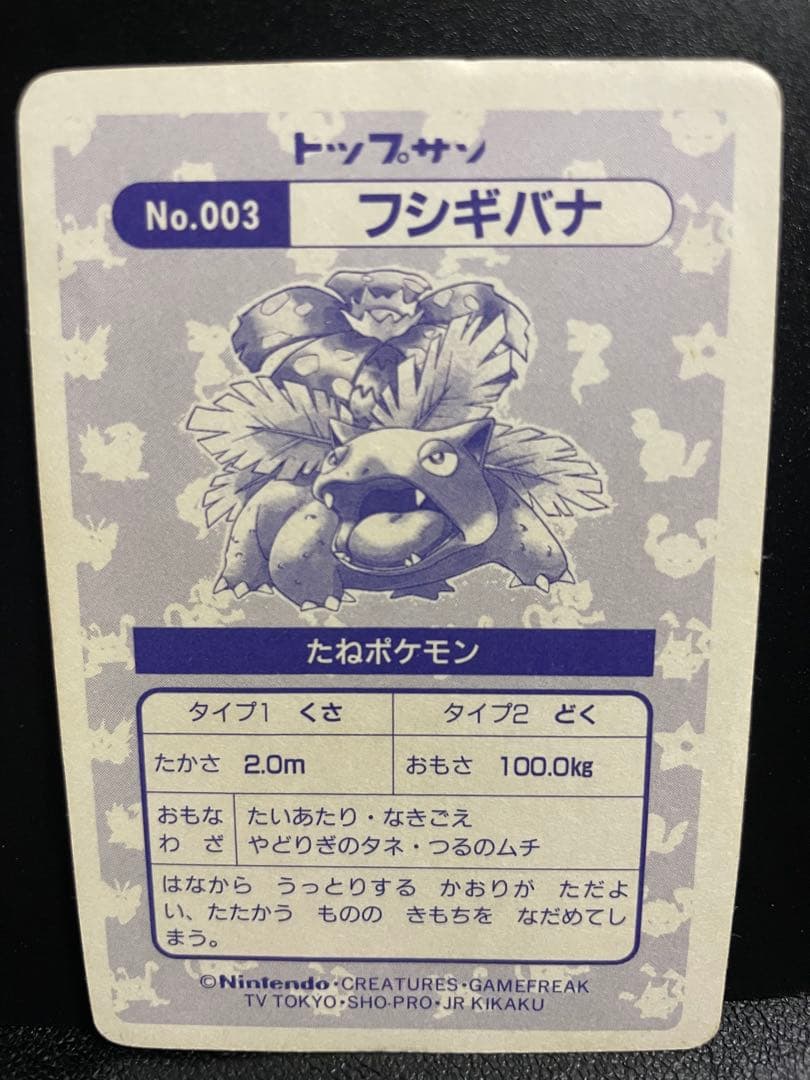 トップサン
No.003 フシギバナ
たねポケモン
タイプ1 くさ タイプ2 どく
たかさ 2.0m おもさ 100.0kg
おもな たいあたり・なきごえ
わ ざ やどりぎのタネ・つるのムチ
はなから うっとりする かおりが ただよ
い、たたかう ものの きもちを なだめてし
まう。
©Nintendo・CREATURES・GAMEFREAK
TV TOKYO・SHO-PRO・JR KIKAKU